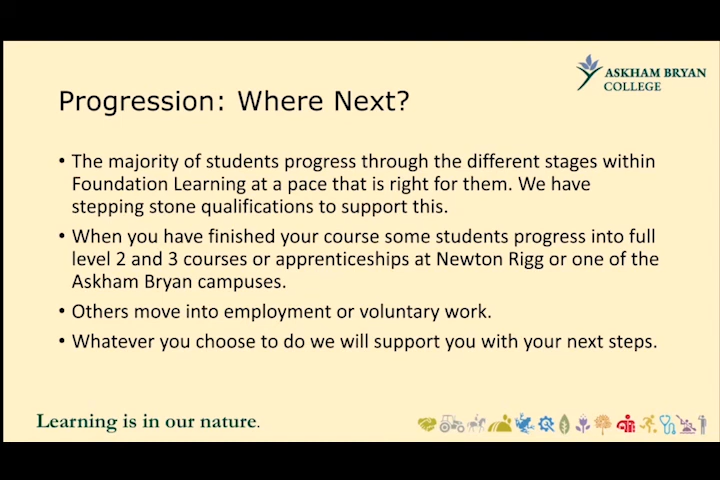 ASKHAM BRYAN
COLLEGE
Progression: Where Next?
• The majority of students progress through the different stages within
Foundation Learning at a pace that is right for them. We have
stepping stone qualifications to support this.
• When you have finished your course some students progress into full
level 2 and 3 courses or apprenticeships at Newton Rigg or one of the
Askham Bryan campuses.
• Others move into employment or voluntary work.
• Whatever you choose to do we will support you with your next steps.
Learning is in our nature.